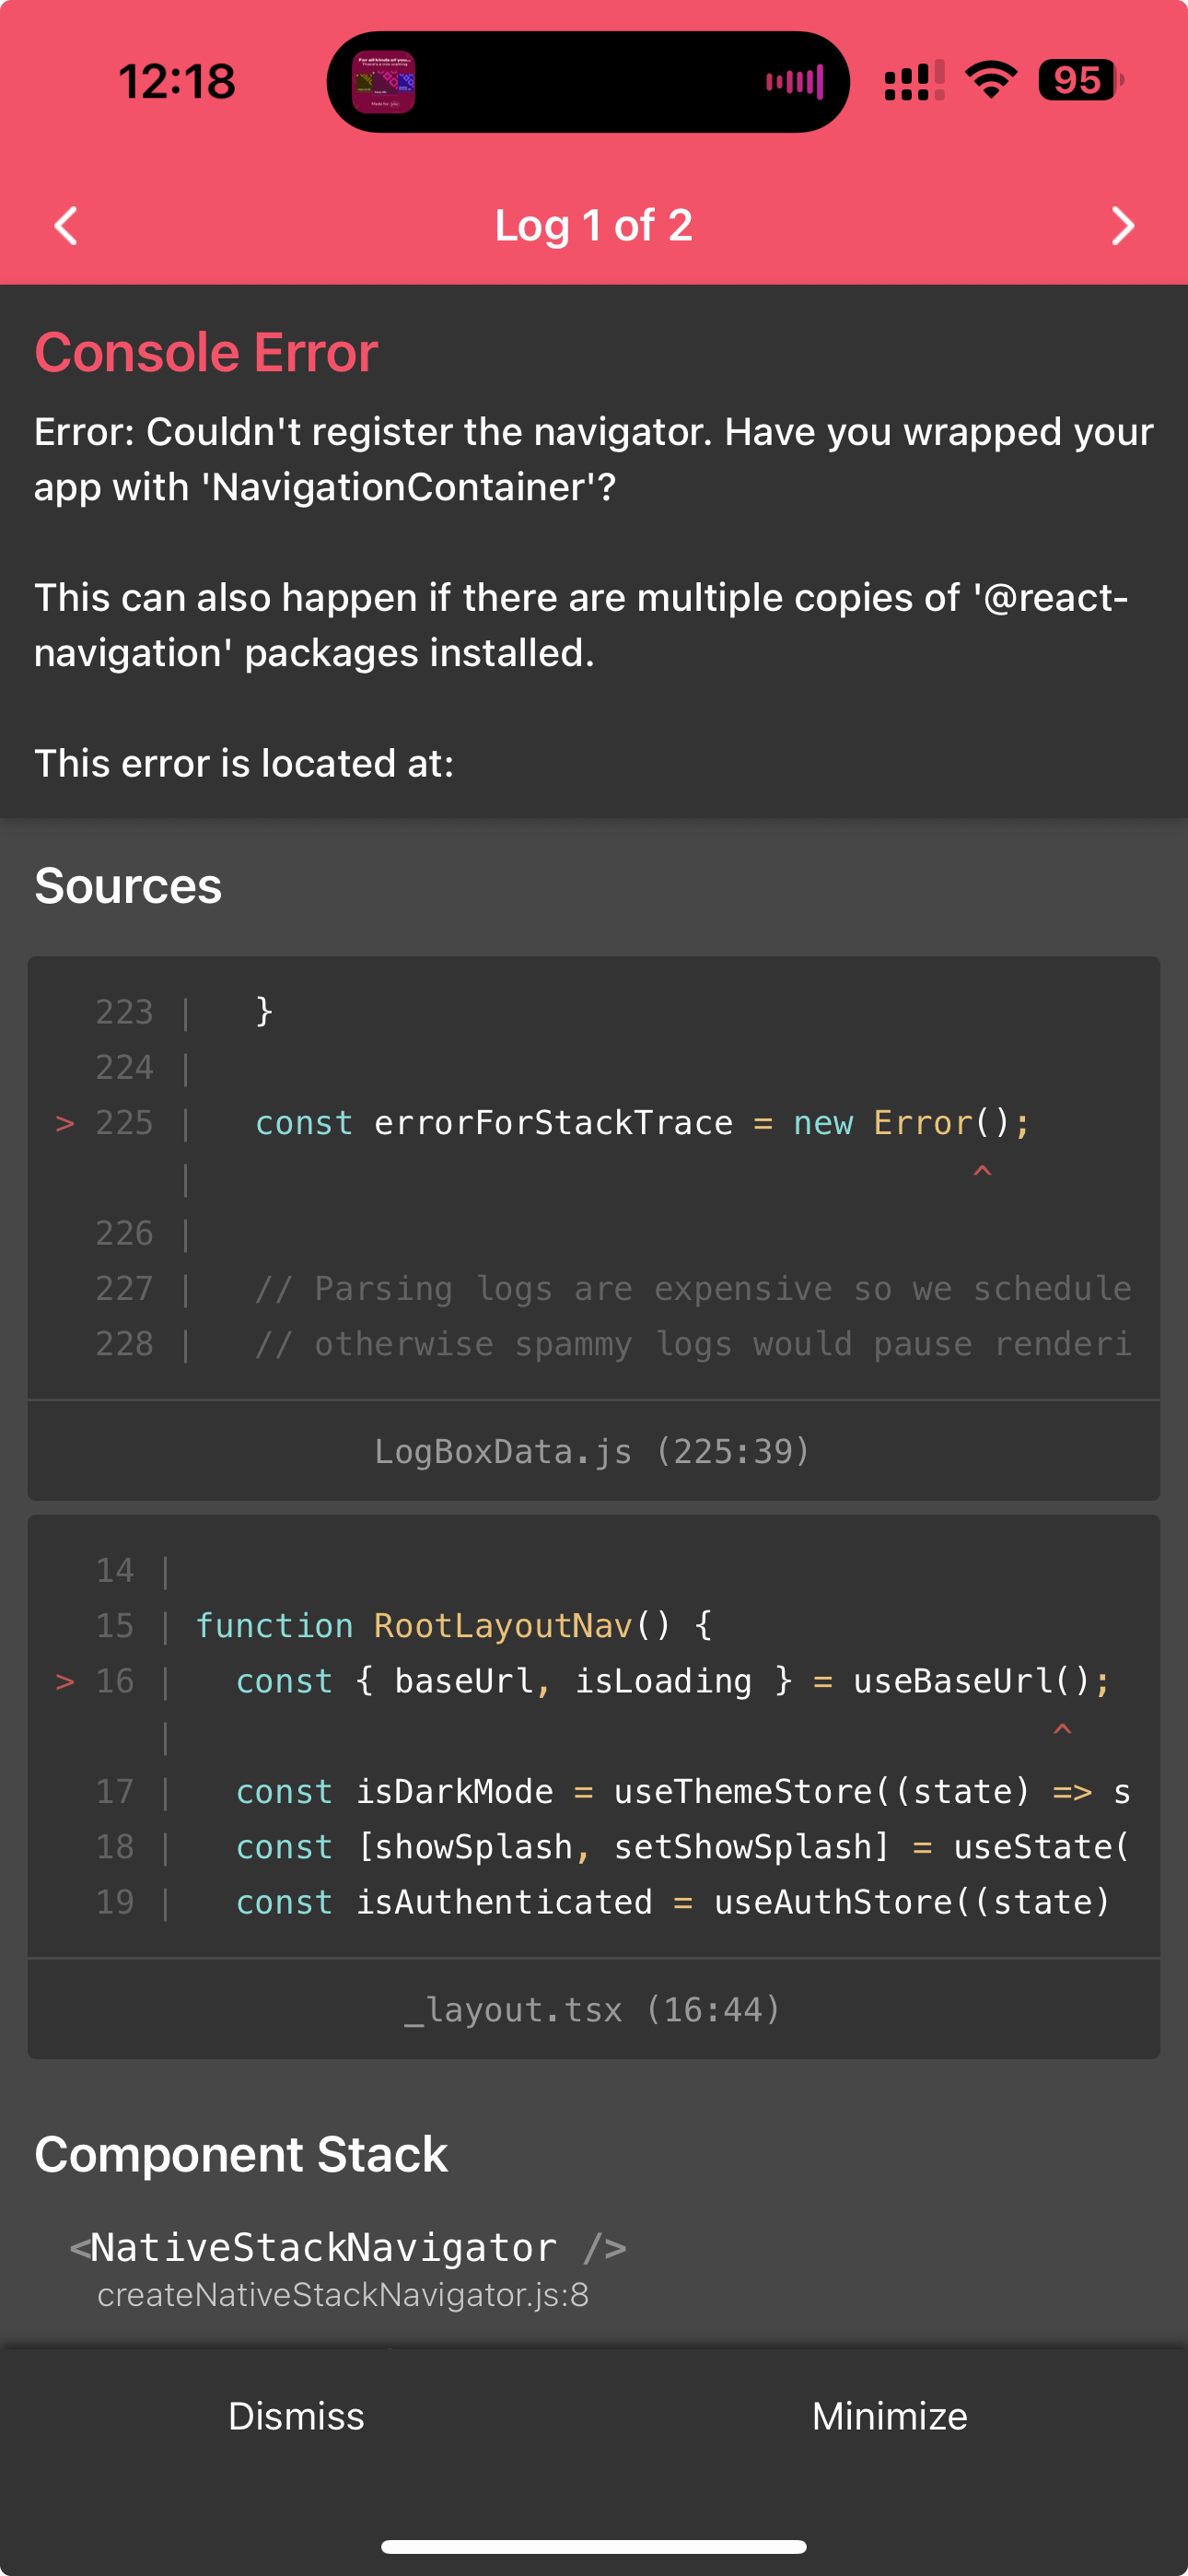 12:18
For all kinds of you...
95
Log 1 of 2
Console Error
Error: Couldn't register the navigator. Have you wrapped your
app with 'NavigationContainer'?
This can also happen if there are multiple copies of '@react-
navigation' packages installed.
This error is located at:
Sources
223 |   }
224 |
> 225 |   const errorForStackTrace = new Error();
|                                       ^
226 |
227 |   // Parsing logs are expensive so we schedule
228 |   // otherwise spammy logs would pause renderi
LogBoxData.js (225:39)
14 |
15 | function RootLayoutNav() {
> 16 |   const { baseUrl, isLoading } = useBaseUrl();
|                                            ^
17 |   const isDarkMode = useThemeStore((state) => s
18 |   const [showSplash, setShowSplash] = useState(
19 |   const isAuthenticated = useAuthStore((state)
_layout.tsx (16:44)
Component Stack
<NativeStackNavigator />
createNativeStackNavigator.js:8
Dismiss
Minimize